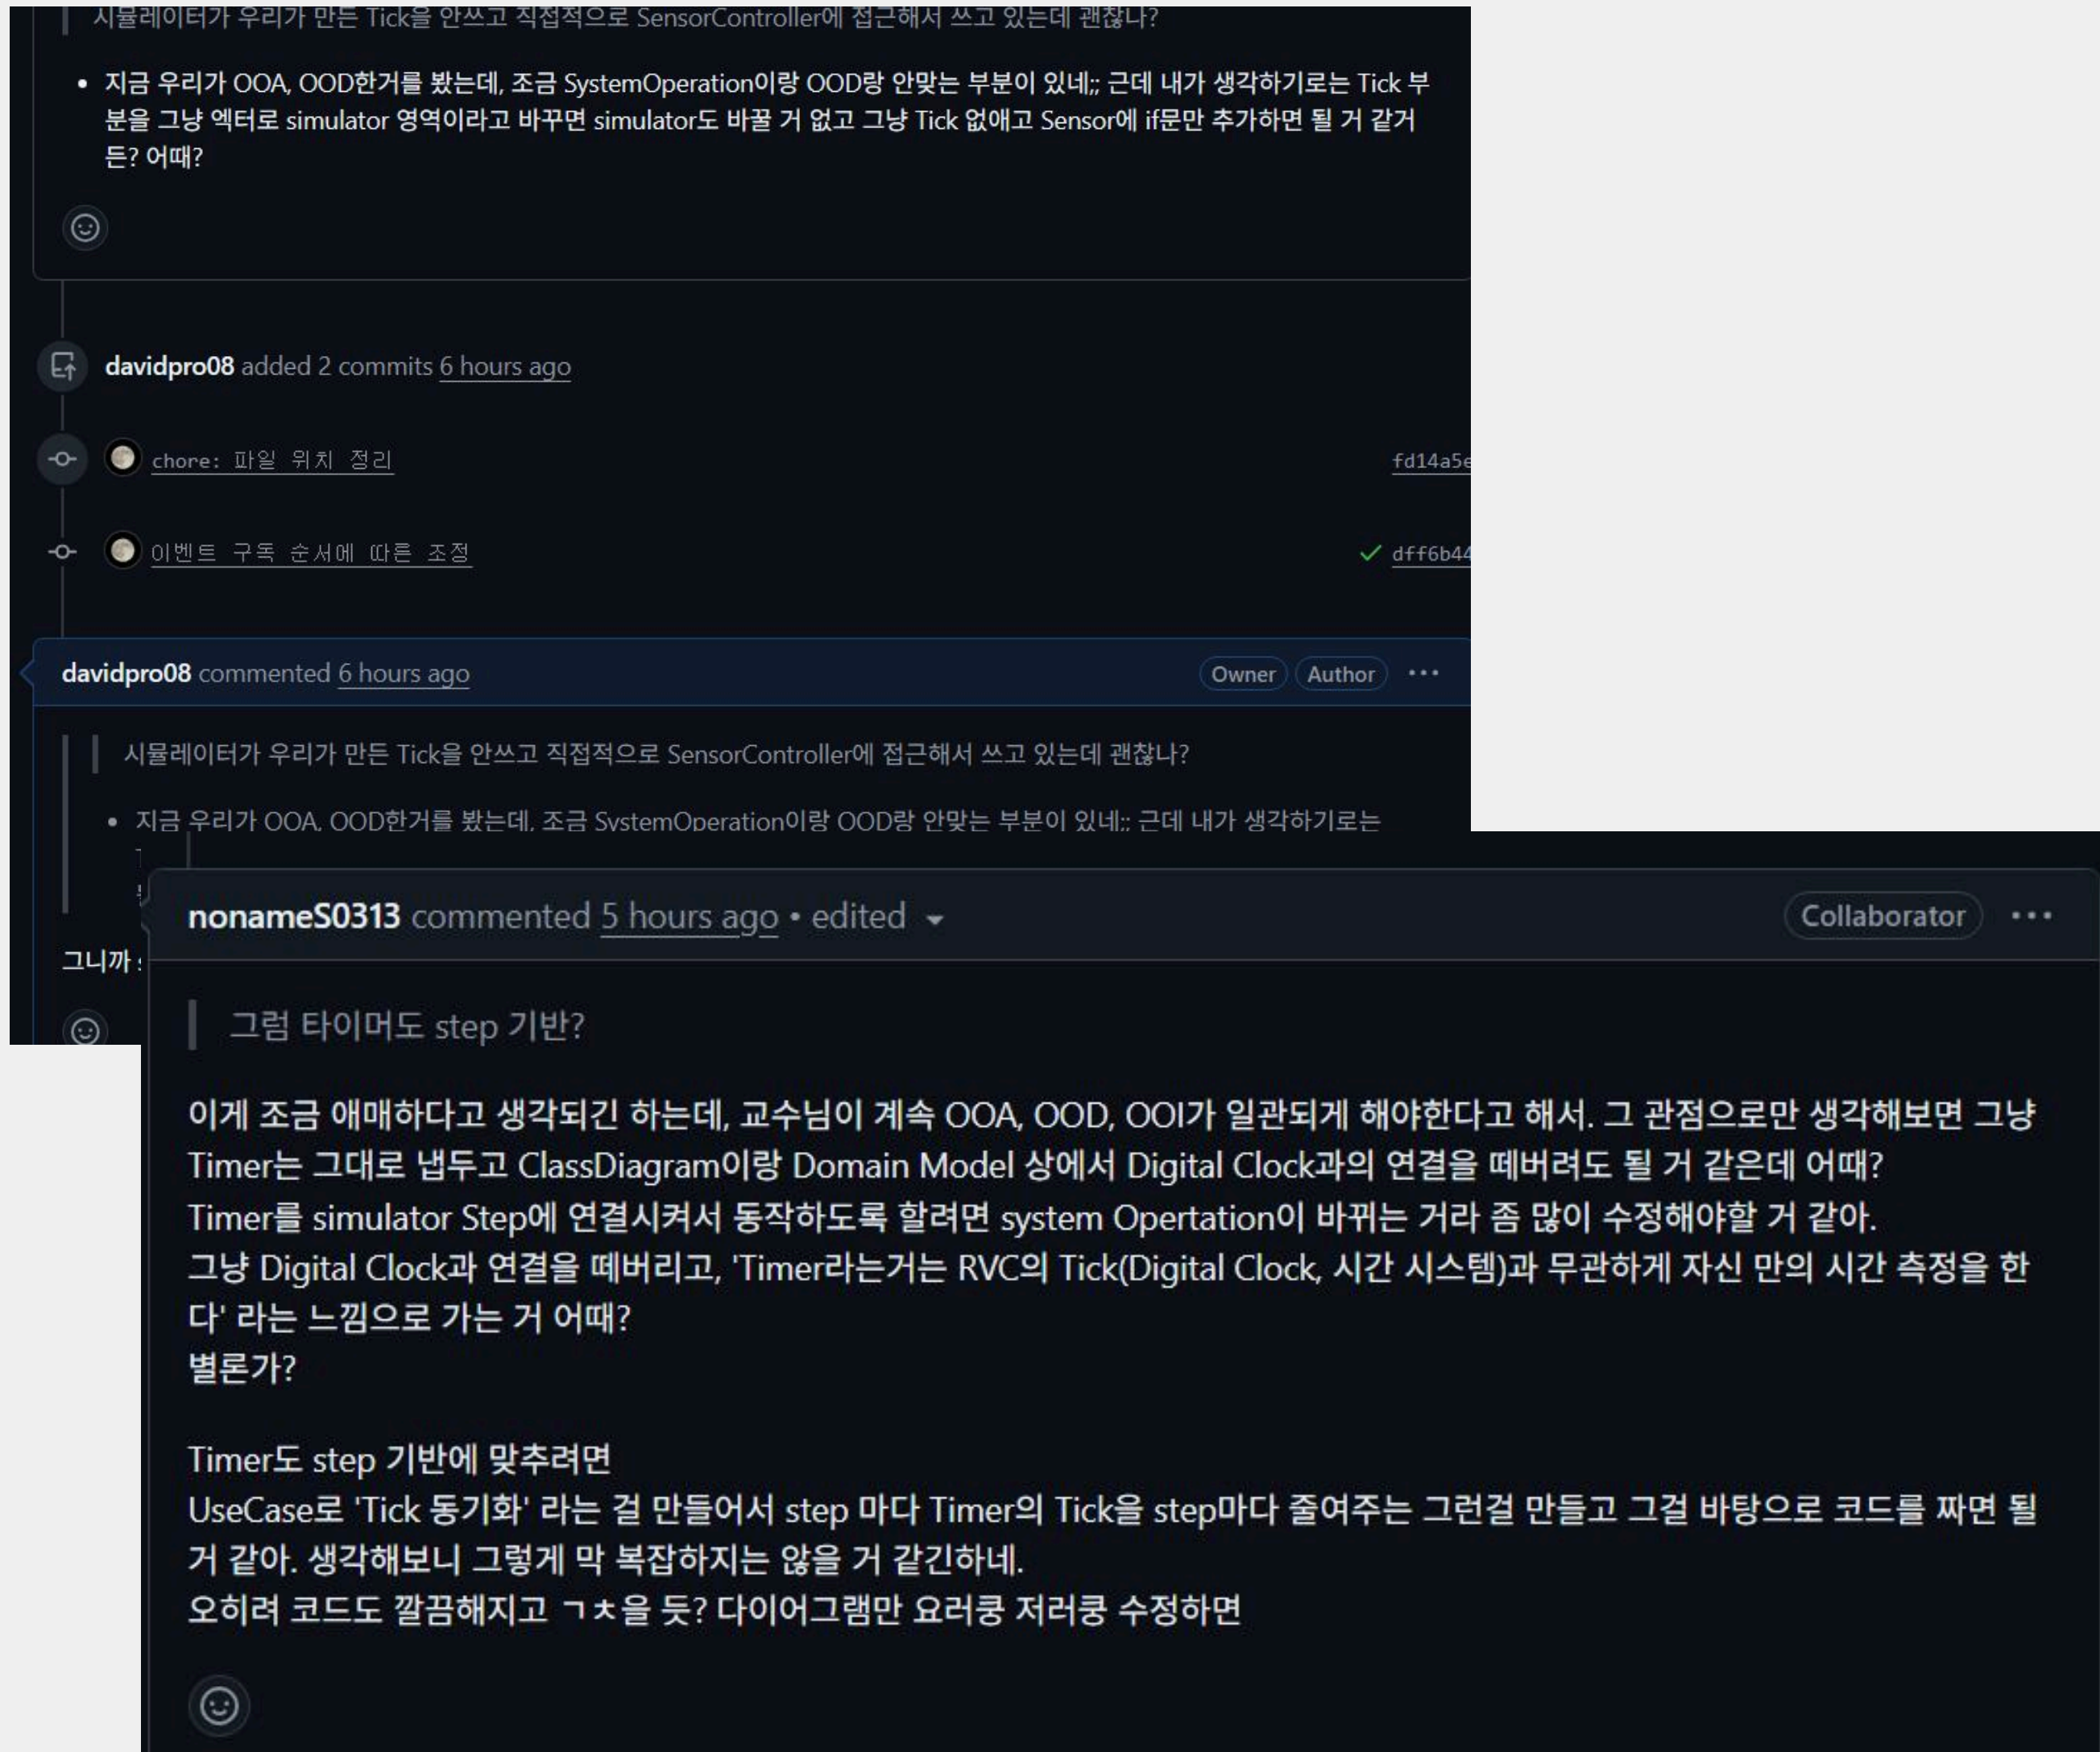 시뮬레이터가 우리가 만든 Tick을 안쓰고 직접적으로 SensorController에 접근해서 쓰고 있는데 괜찮나?
• 지금 우리가 OOA, OOD한거를 봤는데, 조금 SystemOperation이랑 OOD랑 안맞는 부분이 있네;; 근데 내가 생각하기로는 Tick 부
분을 그냥 엑터로 simulator 영역이라고 바꾸면 simulator도 바꿀 거 없고 그냥 Tick 없애고 Sensor에 if문만 추가하면 될 거 같거
든? 어때?
davidpro08 added 2 commits 6 hours ago
chore: 파일 위치 정리 fd14a5e
이벤트 구독 순서에 따른 조정 dff6b44
davidpro08 commented 6 hours ago Owner Author ...
시뮬레이터가 우리가 만든 Tick을 안쓰고 직접적으로 SensorController에 접근해서 쓰고 있는데 괜찮나?
• 지금 우리가 OOA, OOD한거를 봤는데, 조금 SystemOperation이랑 OOD랑 안맞는 부분이 있네;; 근데 내가 생각하기로는
그니까
nonameS0313 commented 5 hours ago • edited Collaborator ...
그럼 타이머도 step 기반?
이게 조금 애매하다고 생각되긴 하는데, 교수님이 계속 OOA, OOD, OOI가 일관되게 해야한다고 해서. 그 관점으로만 생각해보면 그냥
Timer는 그대로 냅두고 ClassDiagram이랑 Domain Model 상에서 Digital Clock과의 연결을 떼버려도 될 거 같은데 어때?
Timer를 simulator Step에 연결시켜서 동작하도록 할려면 system Opertation이 바뀌는 거라 좀 많이 수정해야할 거 같아.
그냥 Digital Clock과 연결을 떼버리고, 'Timer라는거는 RVC의 Tick(Digital Clock, 시간 시스템)과 무관하게 자신 만의 시간 측정을 한
다' 라는 느낌으로 가는 거 어때?
별론가?
Timer도 step 기반에 맞추려면
UseCase로 'Tick 동기화' 라는 걸 만들어서 step 마다 Timer의 Tick을 step마다 줄여주는 그런걸 만들고 그걸 바탕으로 코드를 짜면 될
거 같아. 생각해보니 그렇게 막 복잡하지는 않을 거 같긴하네.
오히려 코드도 깔끔해지고 ㄱㅊ을 듯? 다이어그램만 요러쿵 저러쿵 수정하면